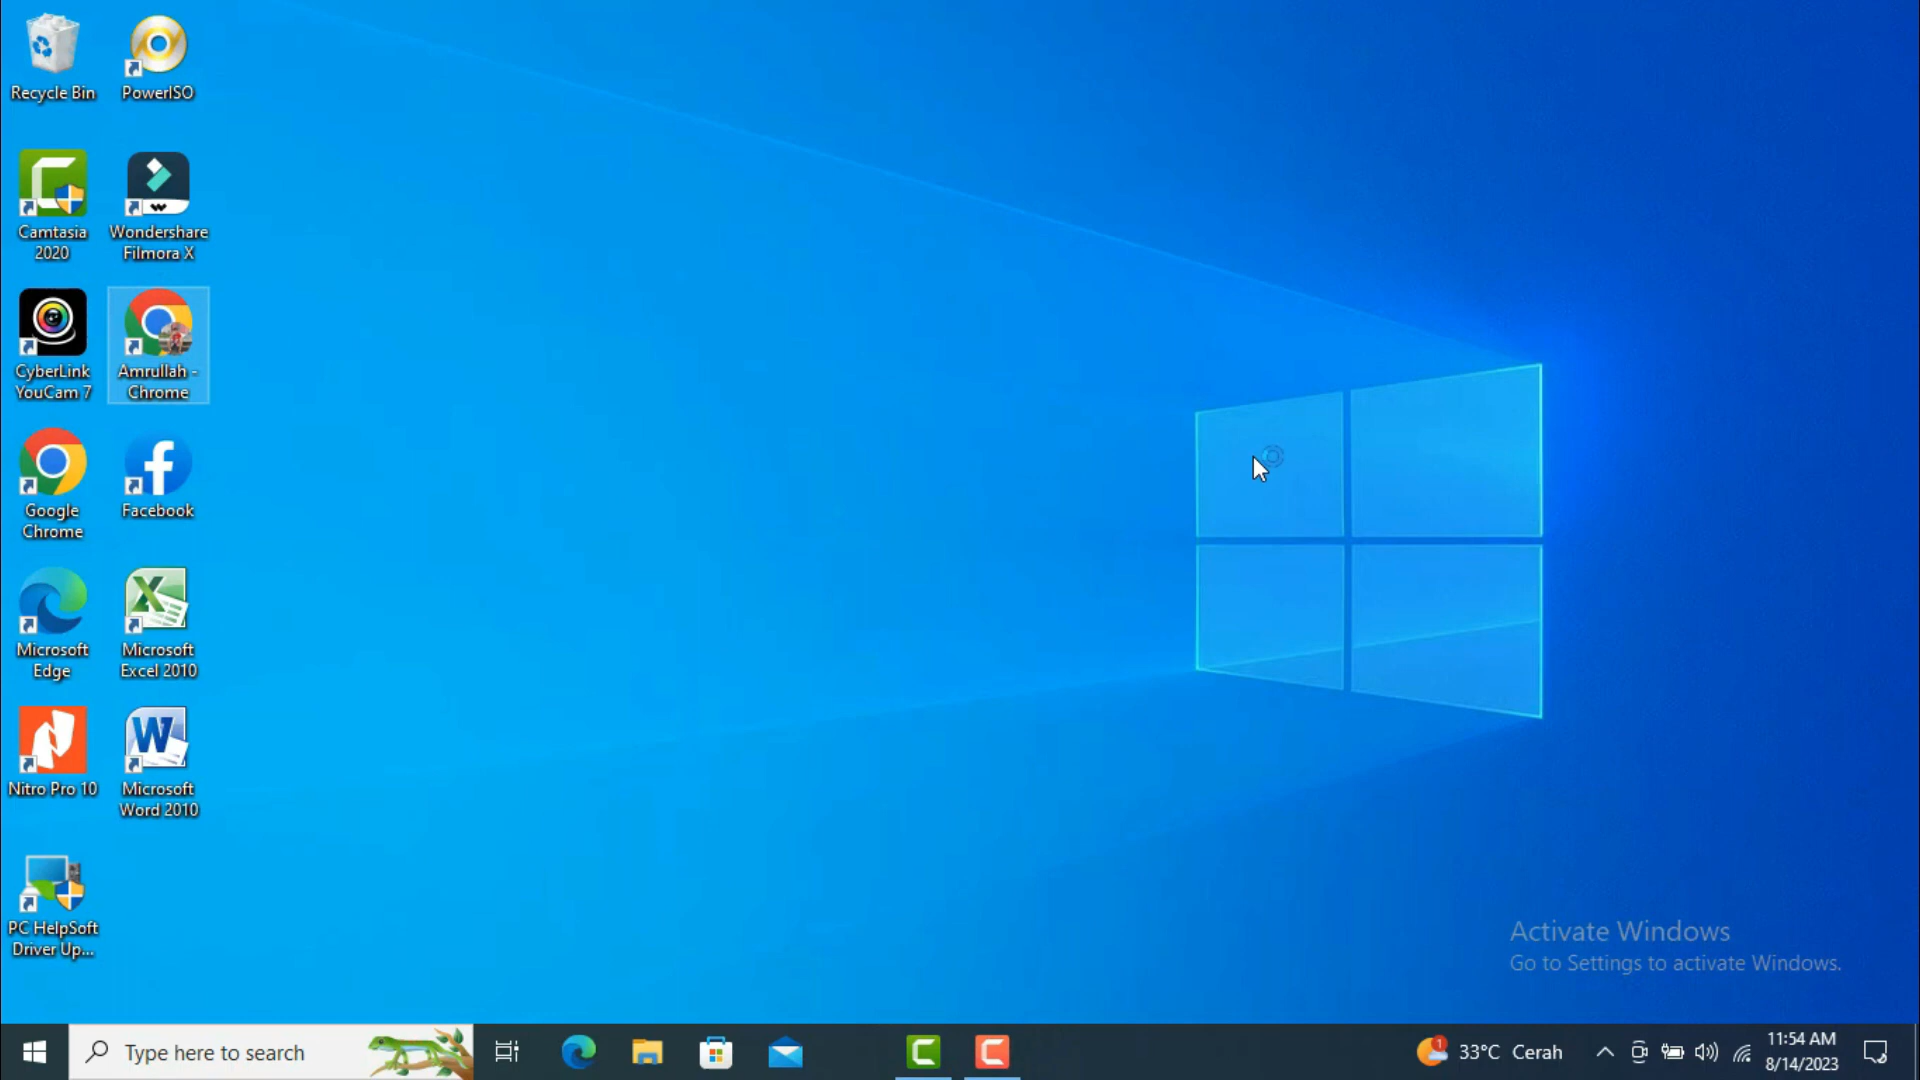 Recycle Bin
PowerISO
Camtasia
2020
Wondershare
Filmora X
CyberLink
YouCam 7
Amrullah -
Chrome
Google
Chrome
Facebook
Microsoft
Edge
Microsoft
Excel 2010
Nitro Pro 10
Microsoft
Word 2010
PC HelpSoft
Driver Up...
Activate Windows
Go to Settings to activate Windows.
Type here to search
1
33°C Cerah
11:54 AM
8/14/2023